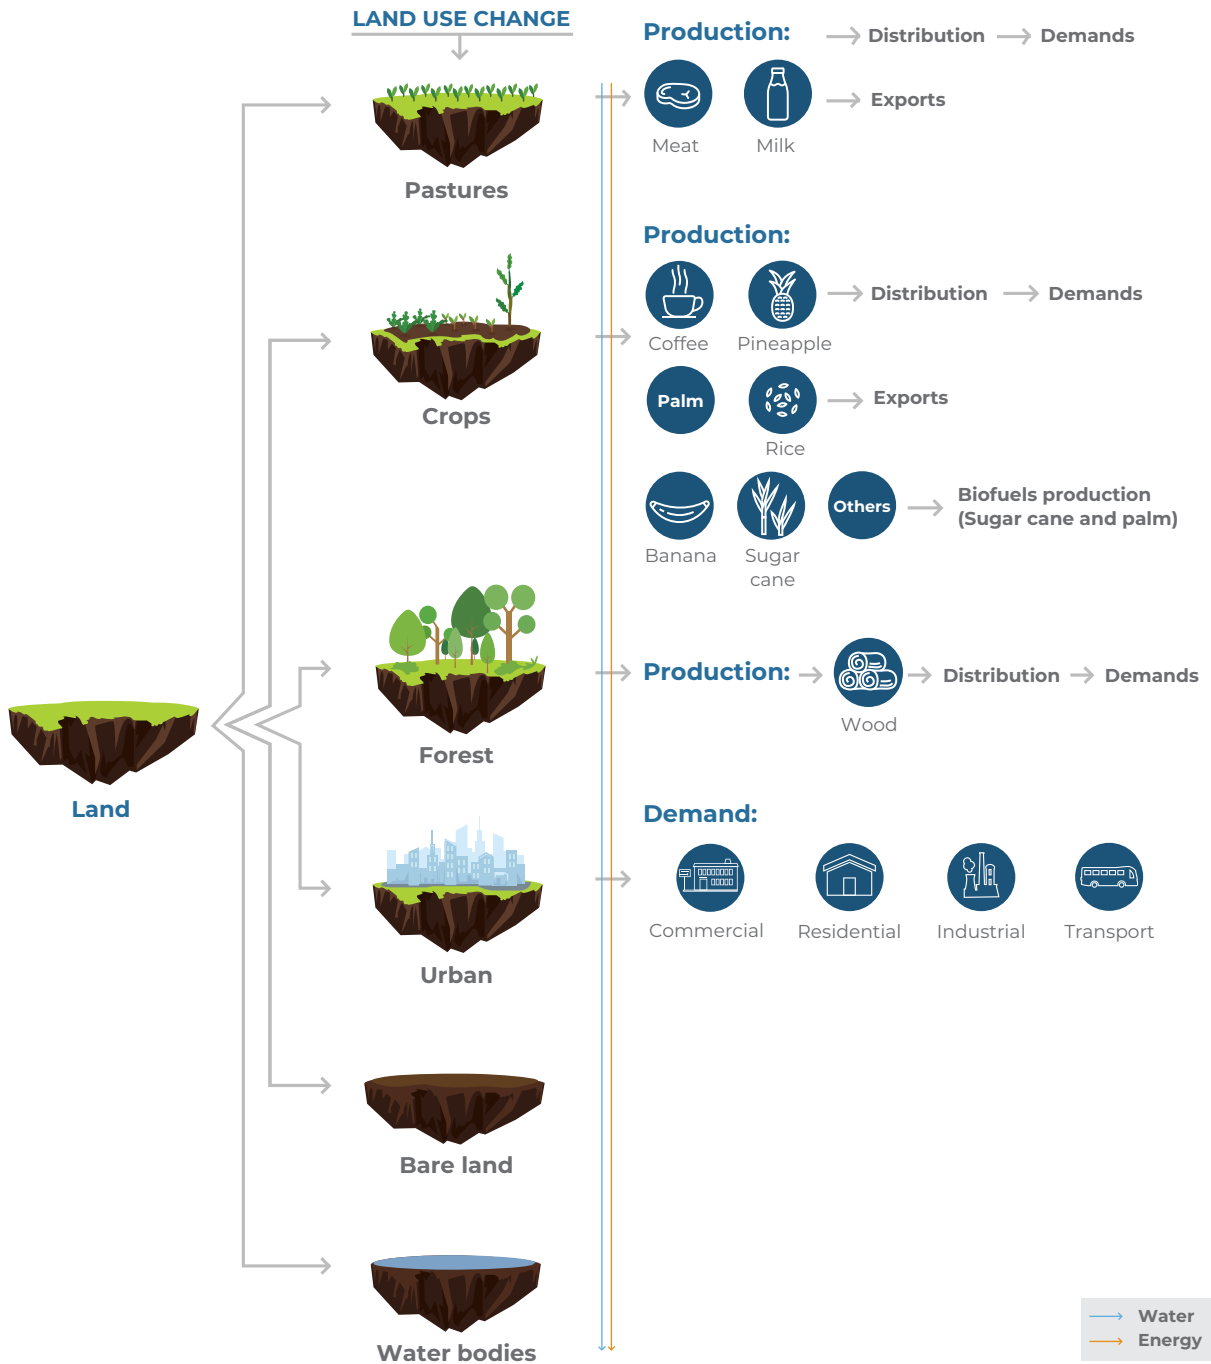 LAND USE CHANGE
Production:
Distribution
Demands
Meat
Milk
Exports
Pastures
Production:
Coffee
Pineapple
Distribution
Demands
Crops
Palm
Rice
Exports
Banana
Sugar
cane
Others
Biofuels production
(Sugar cane and palm)
Land
Forest
Production:
Wood
Distribution
Demands
Demand:
Urban
Commercial
Residential
Industrial
Transport
Bare land
Water bodies
Water
Energy